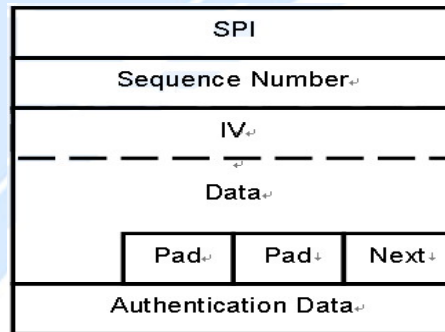 SPI
Sequence Number
IV
Data
Pad Pad Next
Authentication Data